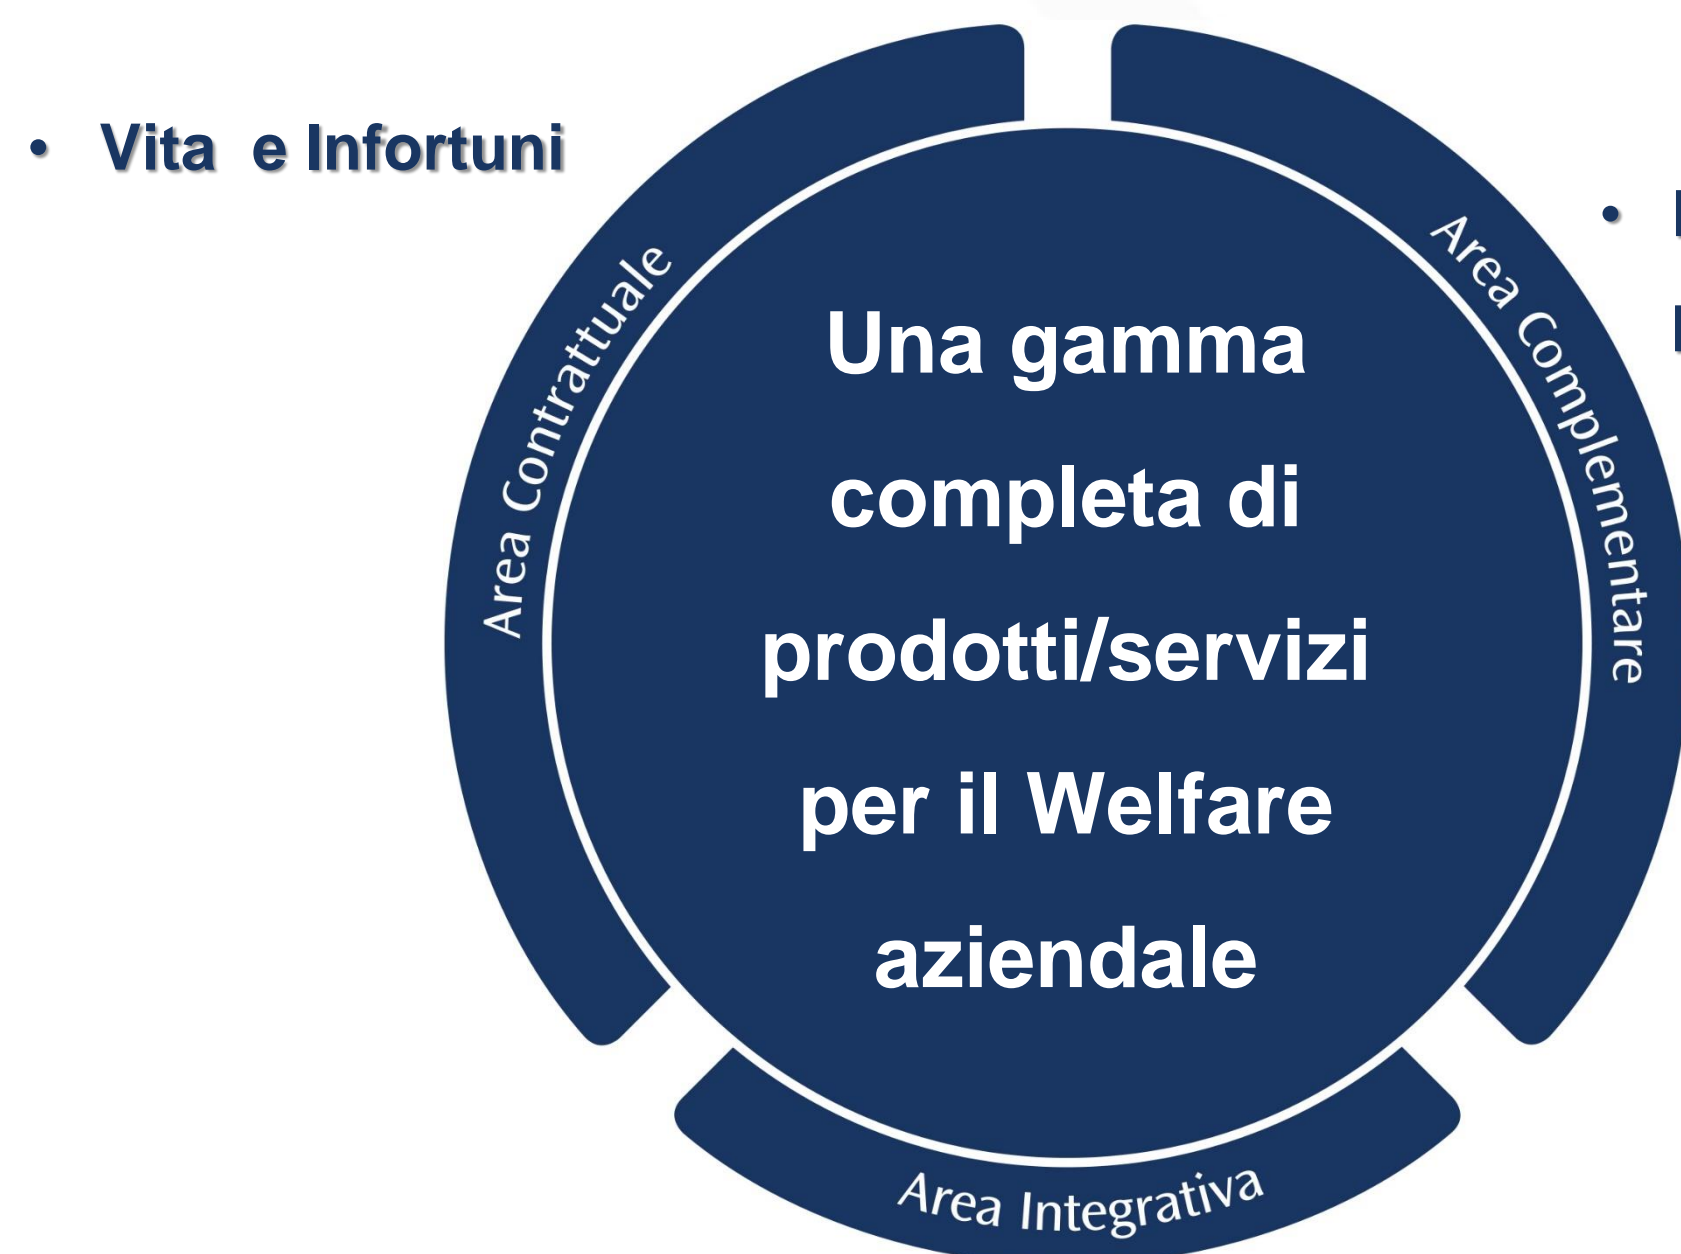 • Vita e Infortuni
Area Contrattuale
Una gamma
completa di
prodotti/servizi
per il Welfare
aziendale
Area Complementare
•
Area Integrativa